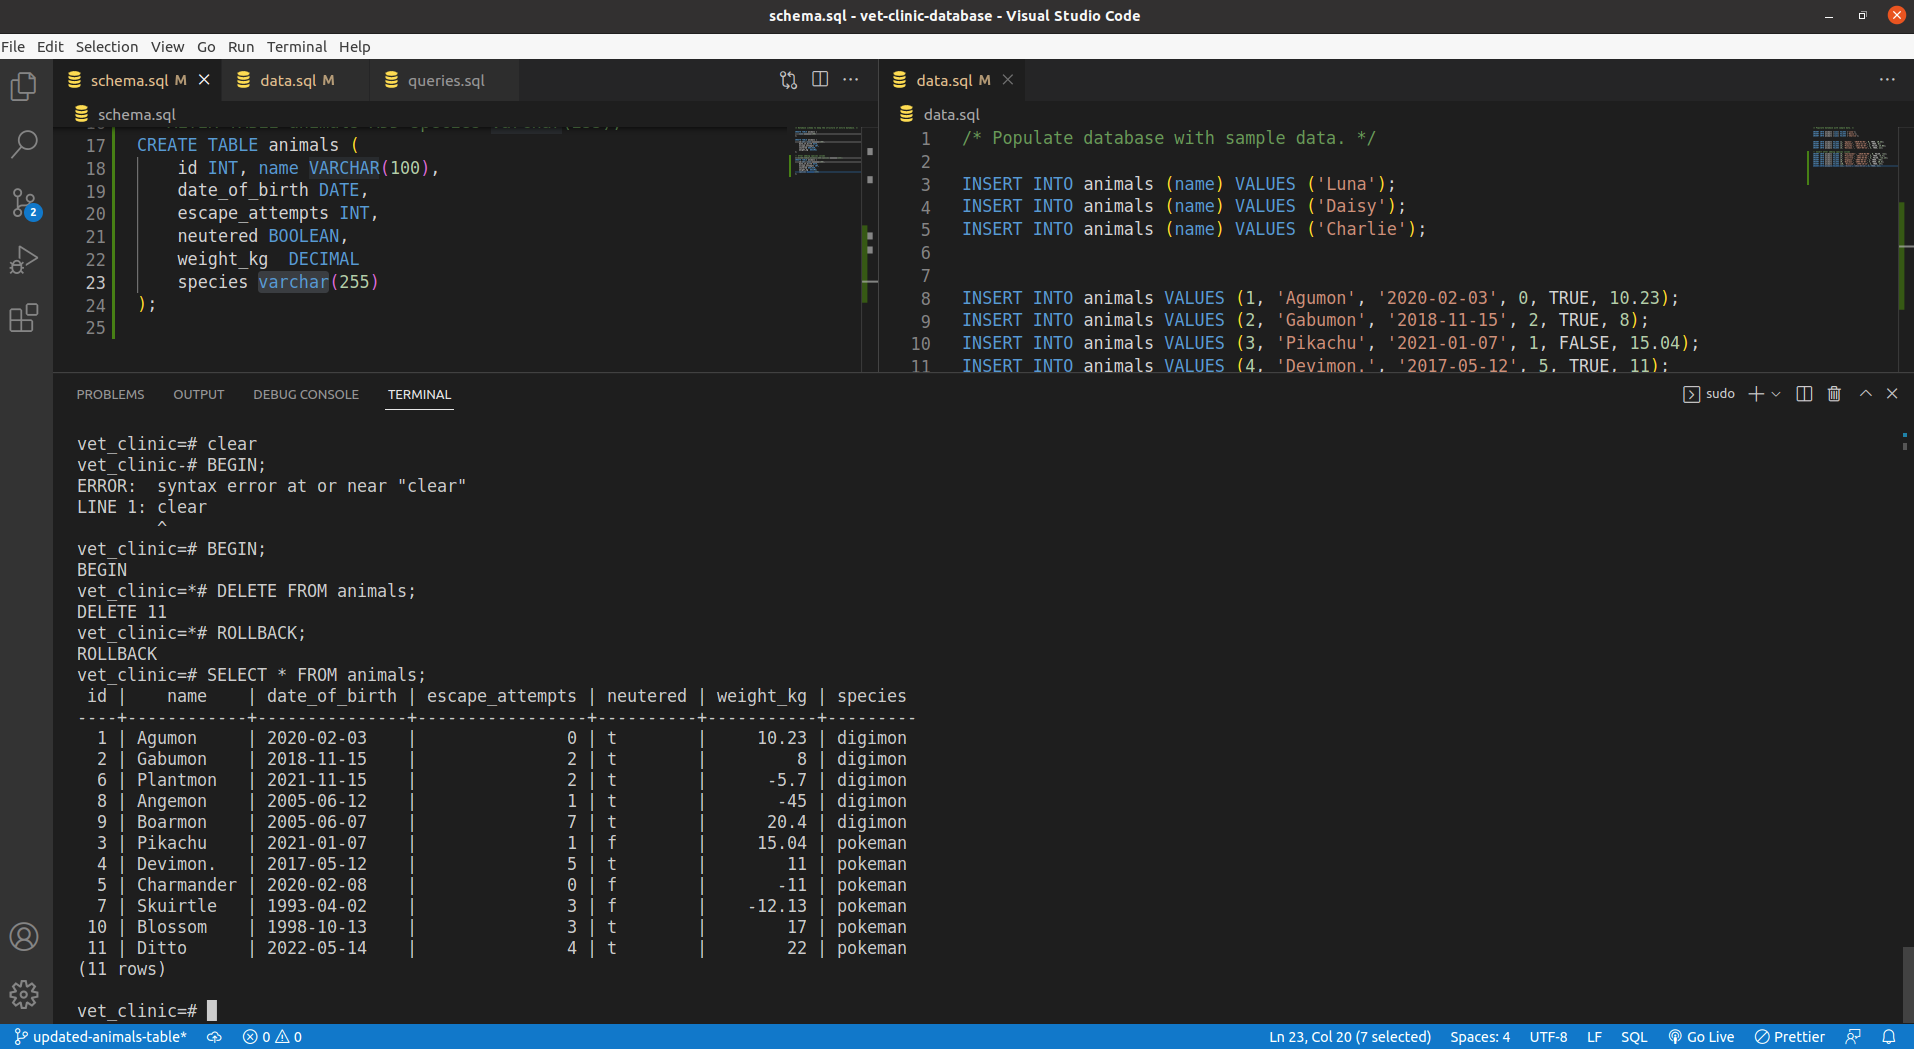 schema.sql - vet-clinic-database - Visual Studio Code
File Edit Selection View Go Run Terminal Help
schema.sql M
data.sql M
queries.sql
data.sql M
schema.sql
data.sql
17 CREATE TABLE animals (
18 id INT, name VARCHAR(100),
19 date_of_birth DATE,
20 escape_attempts INT,
21 neutered BOOLEAN,
22 weight_kg  DECIMAL
23 species varchar(255)
24 );
25
1 /* Populate database with sample data. */
2
3 INSERT INTO animals (name) VALUES ('Luna');
4 INSERT INTO animals (name) VALUES ('Daisy');
5 INSERT INTO animals (name) VALUES ('Charlie');
6
7
8 INSERT INTO animals VALUES (1, 'Agumon', '2020-02-03', 0, TRUE, 10.23);
9 INSERT INTO animals VALUES (2, 'Gabumon', '2018-11-15', 2, TRUE, 8);
10 INSERT INTO animals VALUES (3, 'Pikachu', '2021-01-07', 1, FALSE, 15.04);
11 INSERT INTO animals VALUES (4, 'Devimon.', '2017-05-12', 5, TRUE, 11);
PROBLEMS OUTPUT DEBUG CONSOLE TERMINAL
sudo
vet_clinic=# clear
vet_clinic-# BEGIN;
ERROR:  syntax error at or near "clear"
LINE 1: clear
^
vet_clinic=# BEGIN;
BEGIN
vet_clinic=*# DELETE FROM animals;
DELETE 11
vet_clinic=*# ROLLBACK;
ROLLBACK
vet_clinic=# SELECT * FROM animals;
 id |    name    | date_of_birth | escape_attempts | neutered | weight_kg | species
----+------------+---------------+-----------------+----------+-----------+---------
  1 | Agumon     | 2020-02-03    |               0 | t        |     10.23 | digimon
  2 | Gabumon    | 2018-11-15    |               2 | t        |         8 | digimon
  6 | Plantmon   | 2021-11-15    |               2 | t        |      -5.7 | digimon
  8 | Angemon    | 2005-06-12    |               1 | t        |       -45 | digimon
  9 | Boarmon    | 2005-06-07    |               7 | t        |      20.4 | digimon
  3 | Pikachu    | 2021-01-07    |               1 | f        |     15.04 | pokeman
  4 | Devimon.   | 2017-05-12    |               5 | t        |        11 | pokeman
  5 | Charmander | 2020-02-08    |               0 | f        |       -11 | pokeman
  7 | Skuirtle   | 1993-04-02    |               3 | f        |    -12.13 | pokeman
 10 | Blossom    | 1998-10-13    |               3 | t        |        17 | pokeman
 11 | Ditto      | 2022-05-14    |               4 | t        |        22 | pokeman
(11 rows)
vet_clinic=#
2
updated-animals-table* 0 0 Ln 23, Col 20 (7 selected) Spaces: 4 UTF-8 LF SQL Go Live Prettier